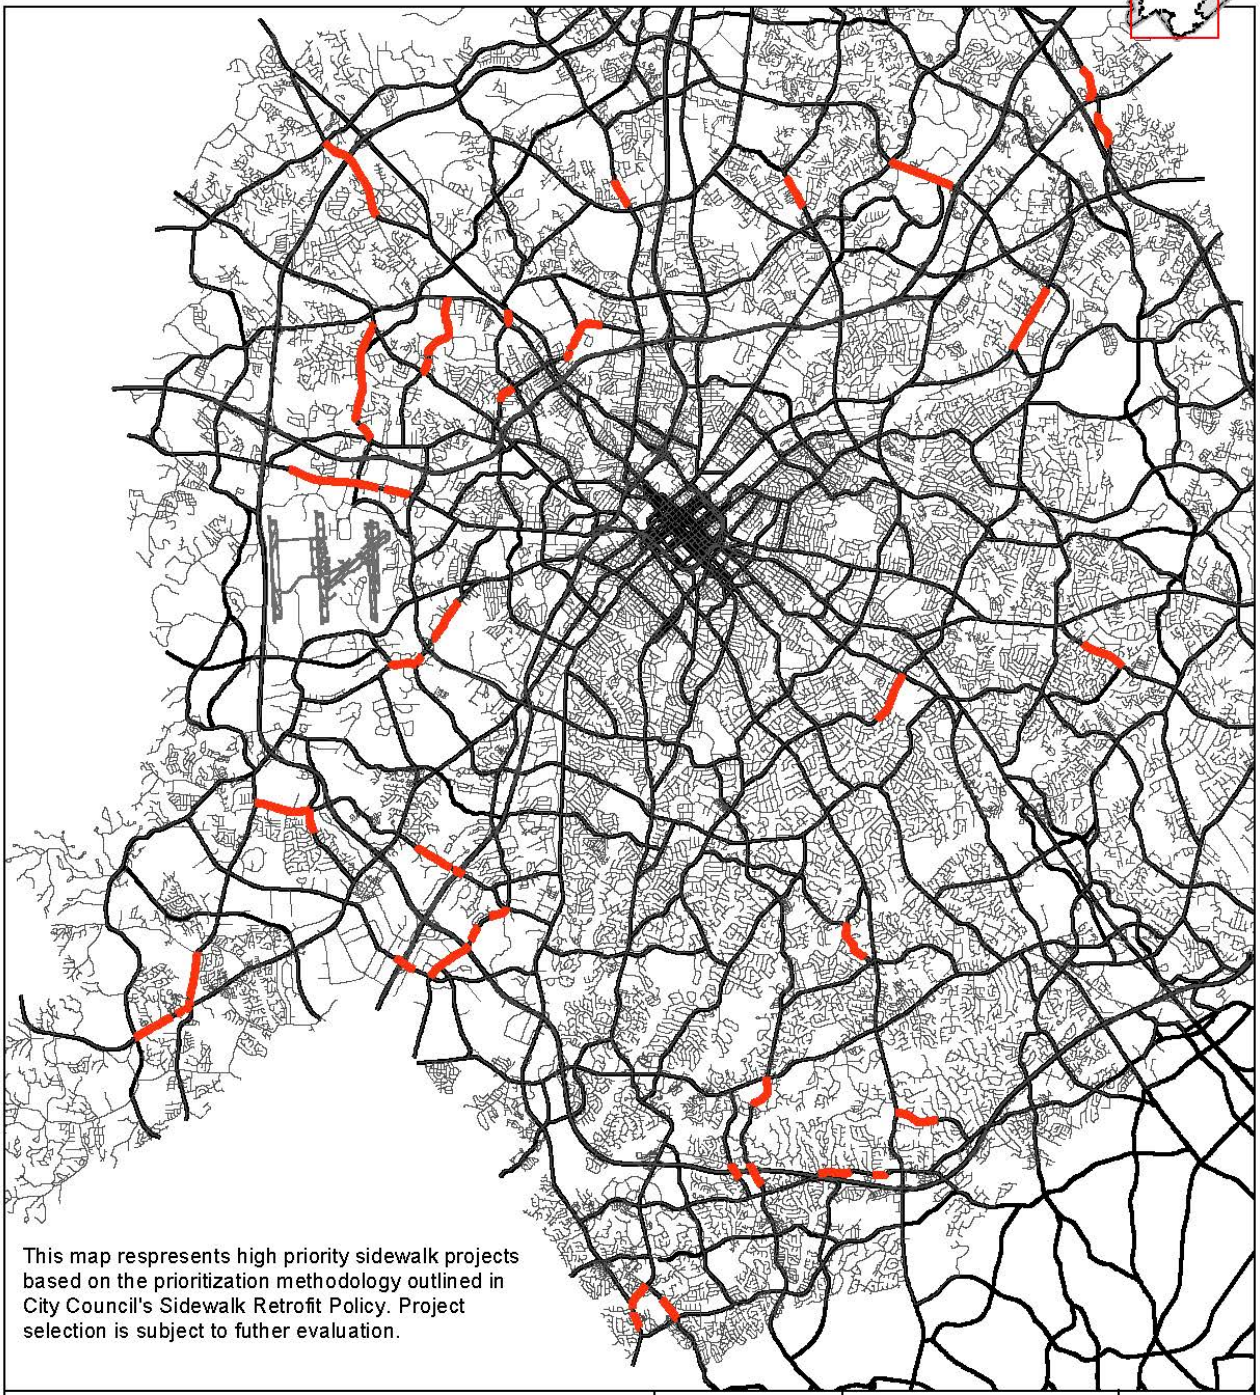 This map respresents high priority sidewalk projects
based on the prioritization methodology outlined in
City Council's Sidewalk Retrofit Policy. Project
selection is subject to futher evaluation.